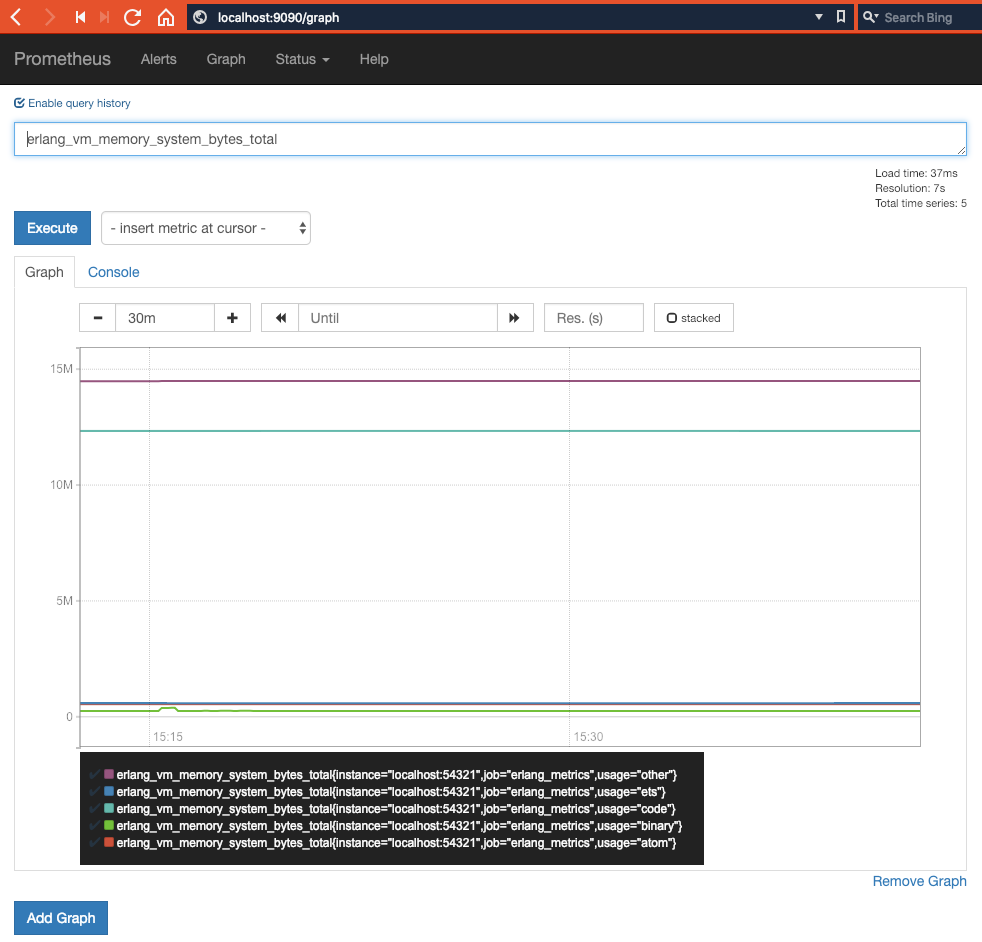 localhost:9090/graph Search Bing
Prometheus Alerts Graph Status Help
Enable query history
erlang_vm_memory_system_bytes_total
Load time: 37ms
Resolution: 7s
Total time series: 5
Execute - insert metric at cursor -
Graph Console
30m Until Res. (s) stacked
15M
10M
5M
0
15:15 15:30
erlang_vm_memory_system_bytes_total{instance="localhost:54321",job="erlang_metrics",usage="other"}
erlang_vm_memory_system_bytes_total{instance="localhost:54321",job="erlang_metrics",usage="ets"}
erlang_vm_memory_system_bytes_total{instance="localhost:54321",job="erlang_metrics",usage="code"}
erlang_vm_memory_system_bytes_total{instance="localhost:54321",job="erlang_metrics",usage="binary"}
erlang_vm_memory_system_bytes_total{instance="localhost:54321",job="erlang_metrics",usage="atom"}
Remove Graph
Add Graph